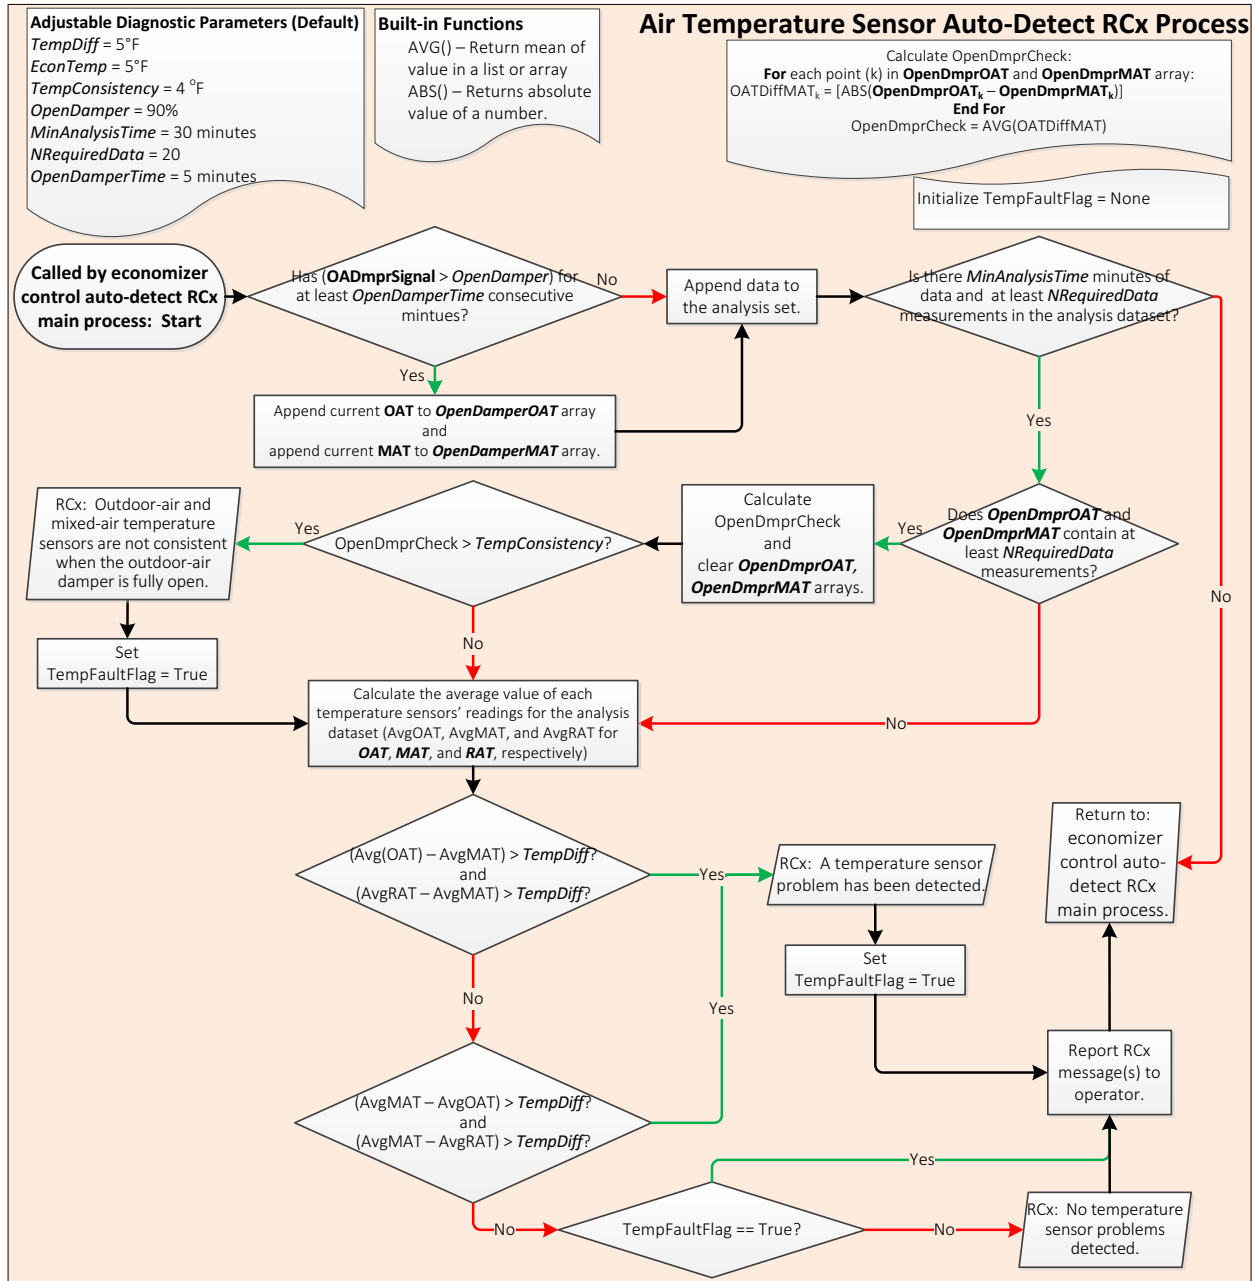 Air Temperature Sensor Auto-Detect RCx Process
Adjustable Diagnostic Parameters (Default)
TempDiff = 5°F
EconTemp = 5°F
TempConsistency = 4 °F
OpenDamper = 90%
MinAnalysisTime = 30 minutes
NRequiredData = 20
OpenDamperTime = 5 minutes
Built-in Functions
AVG() – Return mean of
value in a list or array
ABS() – Returns absolute
value of a number.
Calculate OpenDmprCheck:
For each point (k) in OpenDmprOAT and OpenDmprMAT array:
OATDiffMATk = [ABS(OpenDmprOATk – OpenDmprMATk)]
End For
OpenDmprCheck = AVG(OATDiffMAT)
Initialize TempFaultFlag = None
Called by economizer
control auto-detect RCx
main process: Start
Has (OADmprSignal > OpenDamper) for
at least OpenDamperTime consecutive
mintues?
No
Yes
Append data to
the analysis set.
Is there MinAnalysisTime minutes of
data and at least NRequiredData
measurements in the analysis dataset?
Yes
No
Append current OAT to OpenDamperOAT array
and
append current MAT to OpenDamperMAT array.
RCx: Outdoor-air and
mixed-air temperature
sensors are not consistent
when the outdoor-air
damper is fully open.
Yes
OpenDmprCheck > TempConsistency?
No
Calculate
OpenDmprCheck
and
clear OpenDmprOAT,
OpenDmprMAT arrays.
Yes
Does OpenDmprOAT and
OpenDmprMAT contain at
least NRequiredData
measurements?
No
Set
TempFaultFlag = True
Calculate the average value of each
temperature sensors' readings for the analysis
dataset (AvgOAT, AvgMAT, and AvgRAT for
OAT, MAT, and RAT, respectively)
(Avg(OAT) – AvgMAT) > TempDiff?
and
(AvgRAT – AvgMAT) > TempDiff?
Yes
No
RCx: A temperature sensor
problem has been detected.
Set
TempFaultFlag = True
Return to:
economizer
control auto-
detect RCx
main process.
Yes
(AvgMAT – AvgOAT) > TempDiff?
and
(AvgMAT – AvgRAT) > TempDiff?
Report RCx
message(s) to
operator.
No
TempFaultFlag == True?
Yes
No
RCx: No temperature
sensor problems
detected.